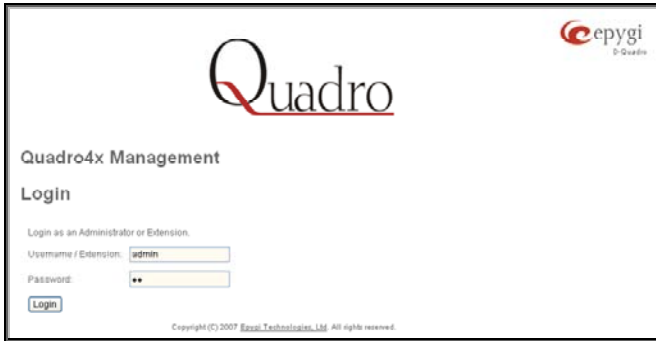 epygi
D-Quadro
Quadro
Quadro4x Management
Login
Login as an Administrator or Extension.
Username / Extension: admin
Password: ••
Login
Copyright (C) 2007 Epygi Technologies, Ltd. All rights reserved.